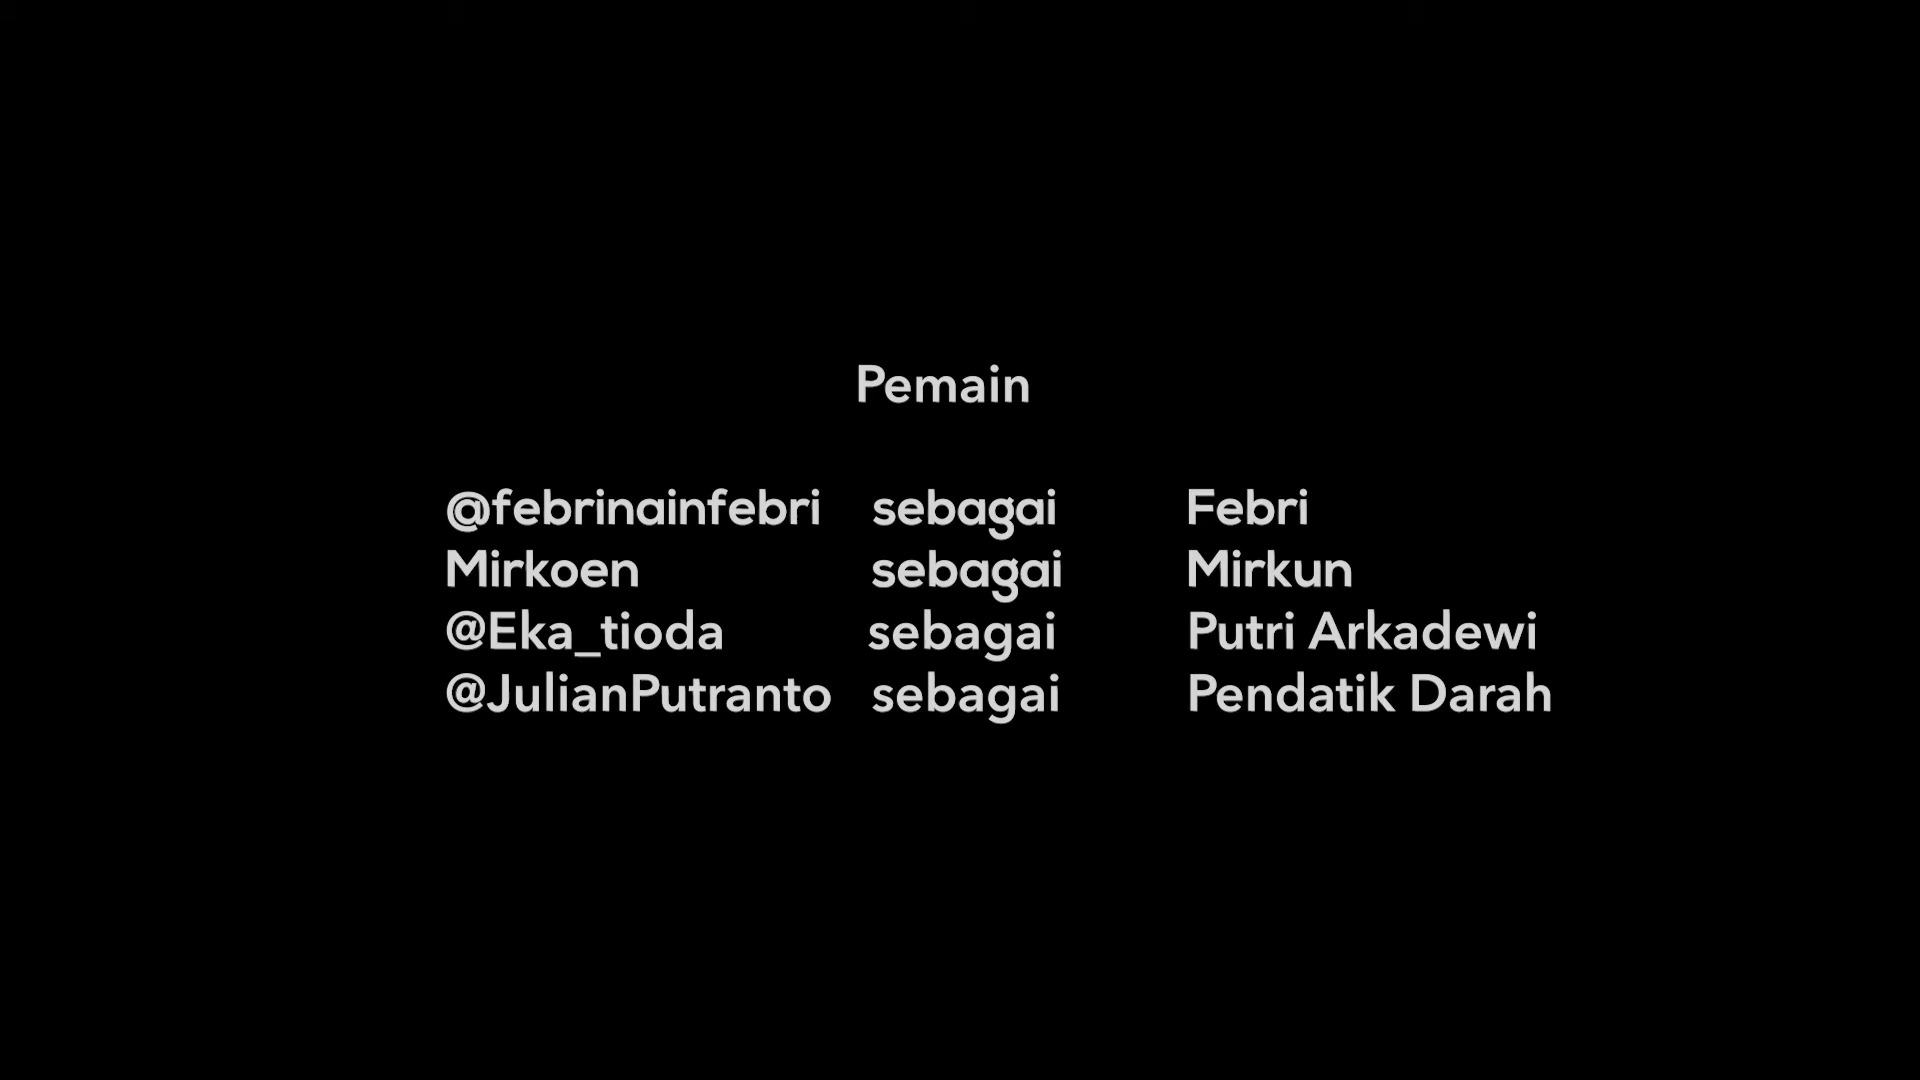 Pemain
@febrinainfebri sebagai Febri
Mirkoen sebagai Mirkun
@Eka_tioda sebagai Putri Arkadewi
@JulianPutranto sebagai Pendatik Darah